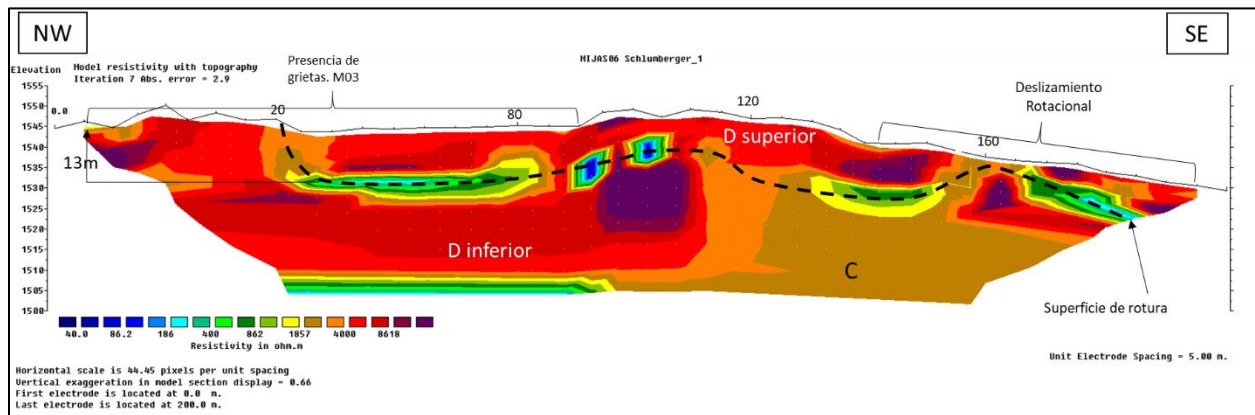 NW
SE
Model resistivity with topography
Elevation
Iteration 7 Abs. error = 2.9
Presencia de
grietas. M03
MIJAS06 Schlumberger_1
Deslizamiento
Rotacional
1555
1550
1545
1540
1535
1530
1525
1520
1515
1510
1505
1500
0.0
20
80
120
160
13m
D superior
D inferior
C
Superficie de rotura
40.0 86.2 186 400 862 1857 4000 8618
Resistivity in ohm.m
Unit Electrode Spacing = 5.00 m.
Horizontal scale is 44.45 pixels per unit spacing
Vertical exaggeration in model section display = 0.66
First electrode is located at 0.0 m.
Last electrode is located at 200.0 m.